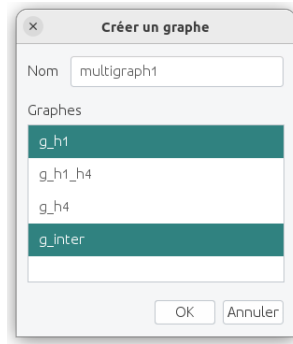 Créer un graphe
Nom multigraph1
Graphes
g_h1
g_h1_h4
g_h4
g_inter
OK Annuler